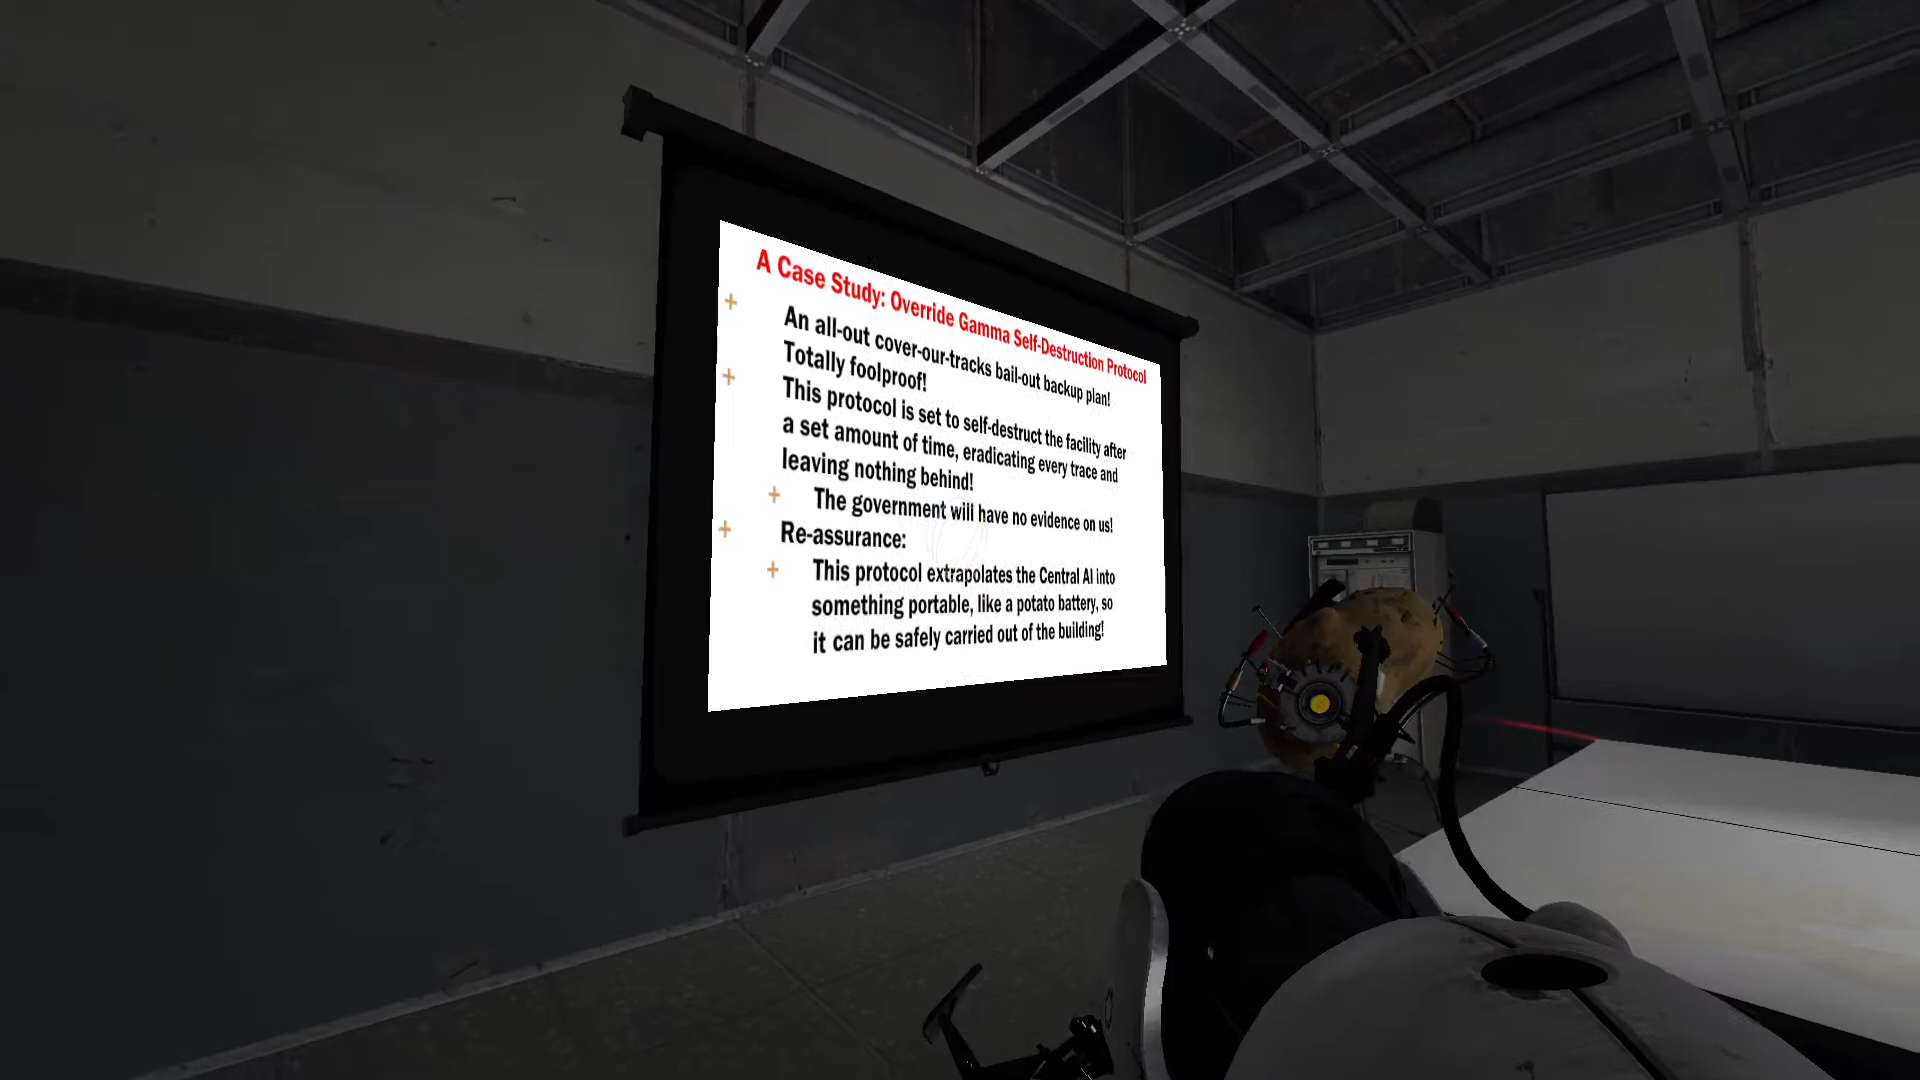 A Case Study: Override Gamma Self-Destruction Protocol
+ An all-out cover-our-tracks bail-out backup plan!
Totally foolproof!
+ This protocol is set to self-destruct the facility after
a set amount of time, eradicating every trace and
leaving nothing behind!
+ The government will have no evidence on us!
+ Re-assurance:
+ This protocol extrapolates the Central AI into
something portable, like a potato battery, so
it can be safely carried out of the building!